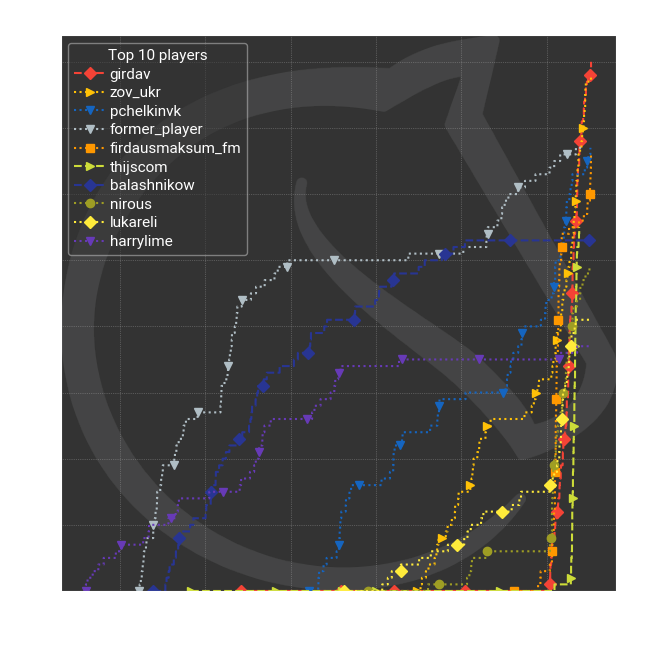 Top 10 players
girdav
zov_ukr
pchelkinvk
former_player
firdausmaksum_fm
thijscom
balashnikow
nirous
lukareli
harrylime